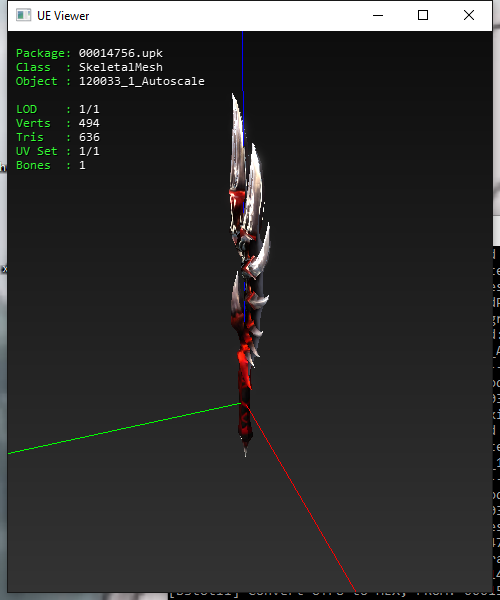 UE Viewer
Package: 00014756.upk
Class : SkeletalMesh
Object : 120033_1_Autoscale
LOD : 1/1
Verts : 494
Tris : 636
UV Set : 1/1
Bones : 1